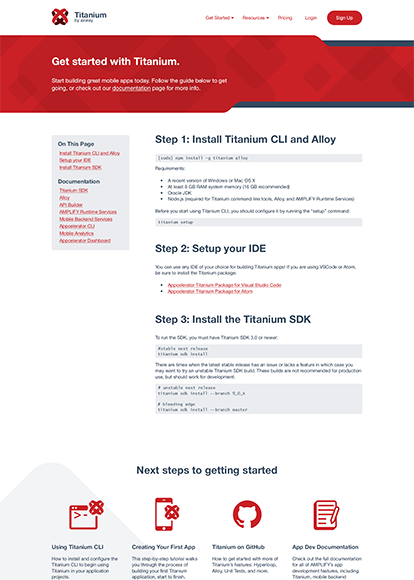 Titanium
by axway
Get Started
Resources
Pricing
Login
Sign Up
Get started with Titanium.
Start building great mobile apps today. Follow the guide below to get
going, or check out our documentation page for more info.
On This Page
Install Titanium CLI and Alloy
Setup your IDE
Install Titanium SDK
Documentation
Titanium SDK
Alloy
API Builder
AMPLIFY Runtime Services
Mobile Backend Services
Appcelerator CLI
Mobile Analytics
Appcelerator Dashboard
Step 1: Install Titanium CLI and Alloy
[sudo] npm install -g titanium alloy
Requirements:
A recent version of Windows or Mac OS X
At least 8 GB RAM system memory (16 GB recommended)
Oracle JDK
Node.js (required for Titanium command line tools, Alloy, and AMPLIFY Runtime Services)
Before you start using Titanium CLI, you should configure it by running the "setup" command:
titanium setup
Step 2: Setup your IDE
You can use any IDE of your choice for building Titanium apps! If you are using VSCode or Atom,
be sure to install the Titanium package.
Appcelerator Titanium Package for Visual Studio Code
Appcelerator Titanium Package for Atom
Step 3: Install the Titanium SDK
To run the SDK, you must have Titanium SDK 3.0 or newer:
#stable next release
titanium sdk install
There are times when the latest stable release has an issue or lacks a feature in which case you
may want to try an unstable Titanium SDK build. These builds are not recommended for production
use, but should work for development:
# unstable next release
titanium sdk install --branch 9_0_X
# bleeding edge
titanium sdk install --branch master
Next steps to getting started
Using Titanium CLI
How to install and configure the
Titanium CLI to begin using
Titanium in your application
projects.
Creating Your First App
This step-by-step tutorial walks
you through the process of
building your first Titanium
application, start to finish.
Titanium on GitHub
How to get started with more of
Titanium's features: Hyperloop,
Alloy, Unit Tests, and more.
App Dev Documentation
Check out the full documentation
for all of AMPLIFY's app
development features, including
Titanium, mobile backend